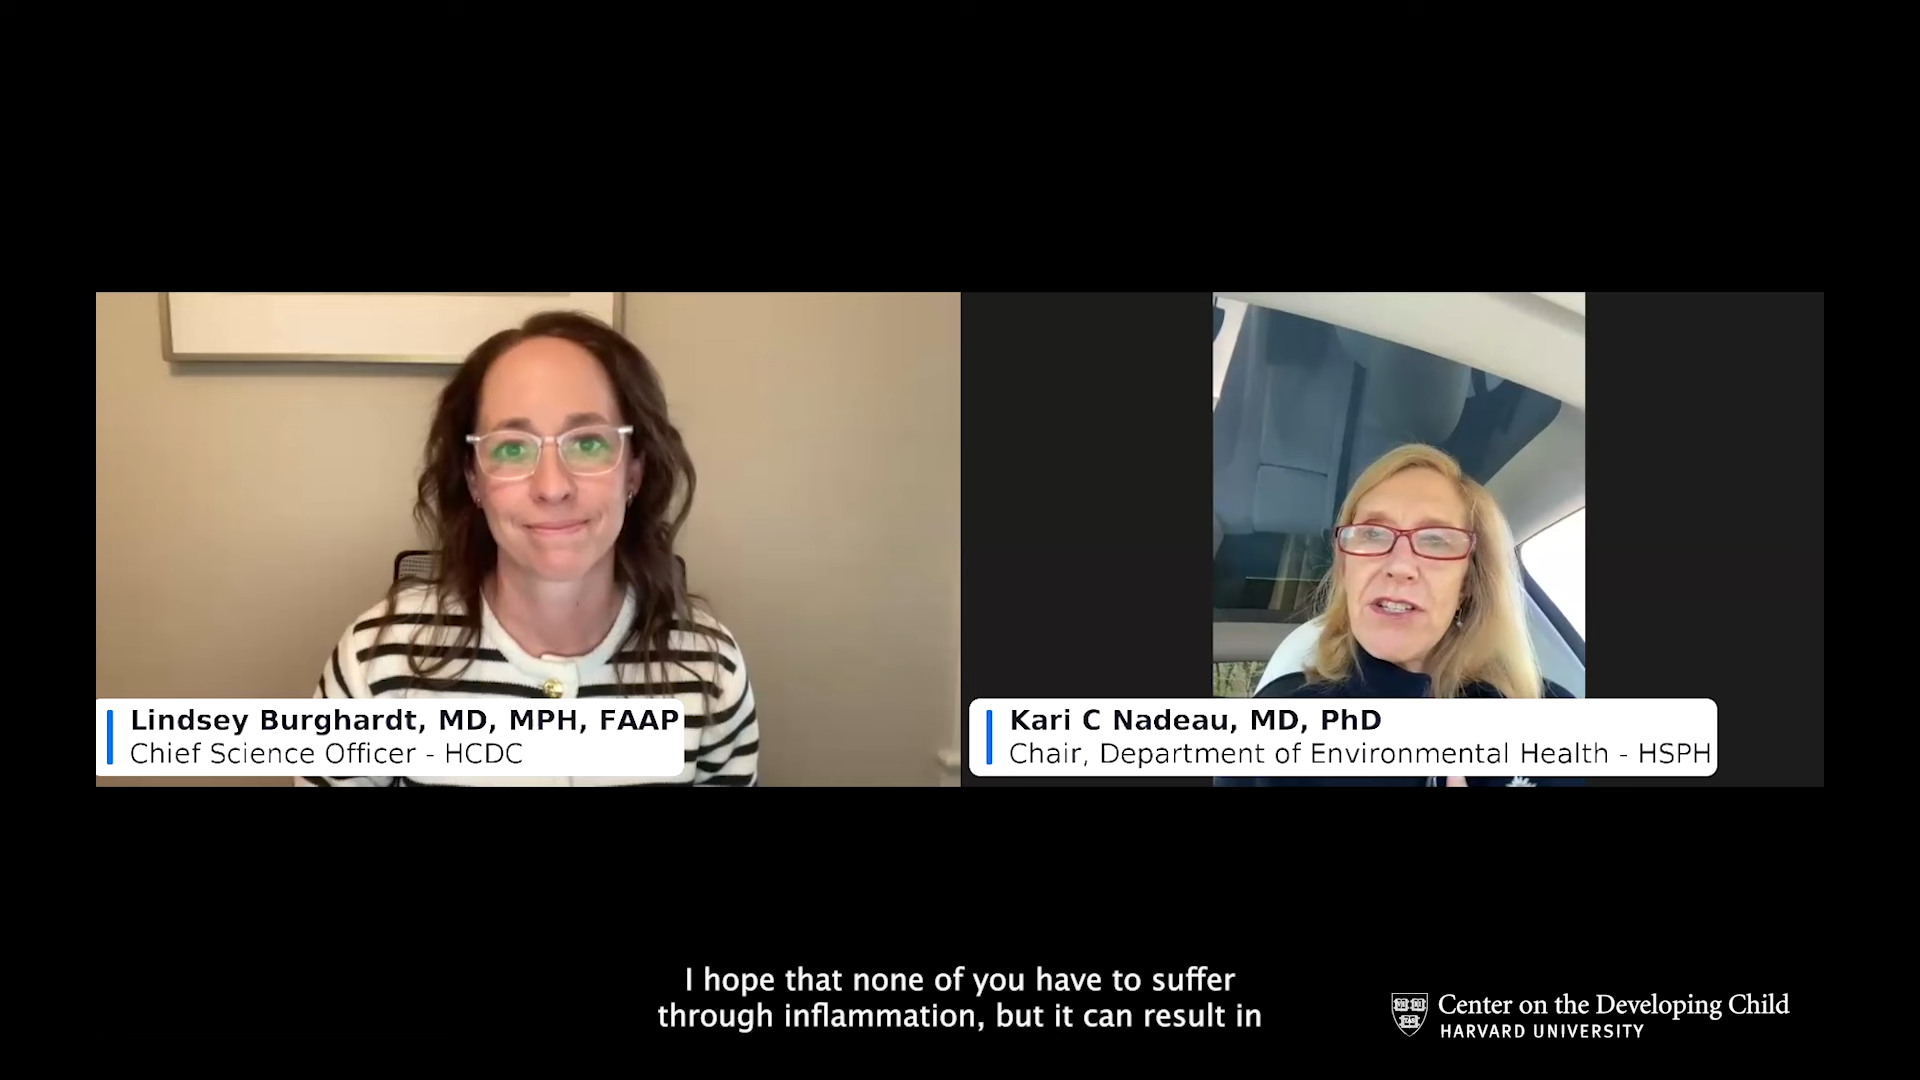 Lindsey Burghardt, MD, MPH, FAAP
Chief Science Officer - HCDC
Kari C Nadeau, MD, PhD
Chair, Department of Environmental Health - HSPH
I hope that none of you have to suffer
through inflammation, but it can result in
Center on the Developing Child
HARVARD UNIVERSITY